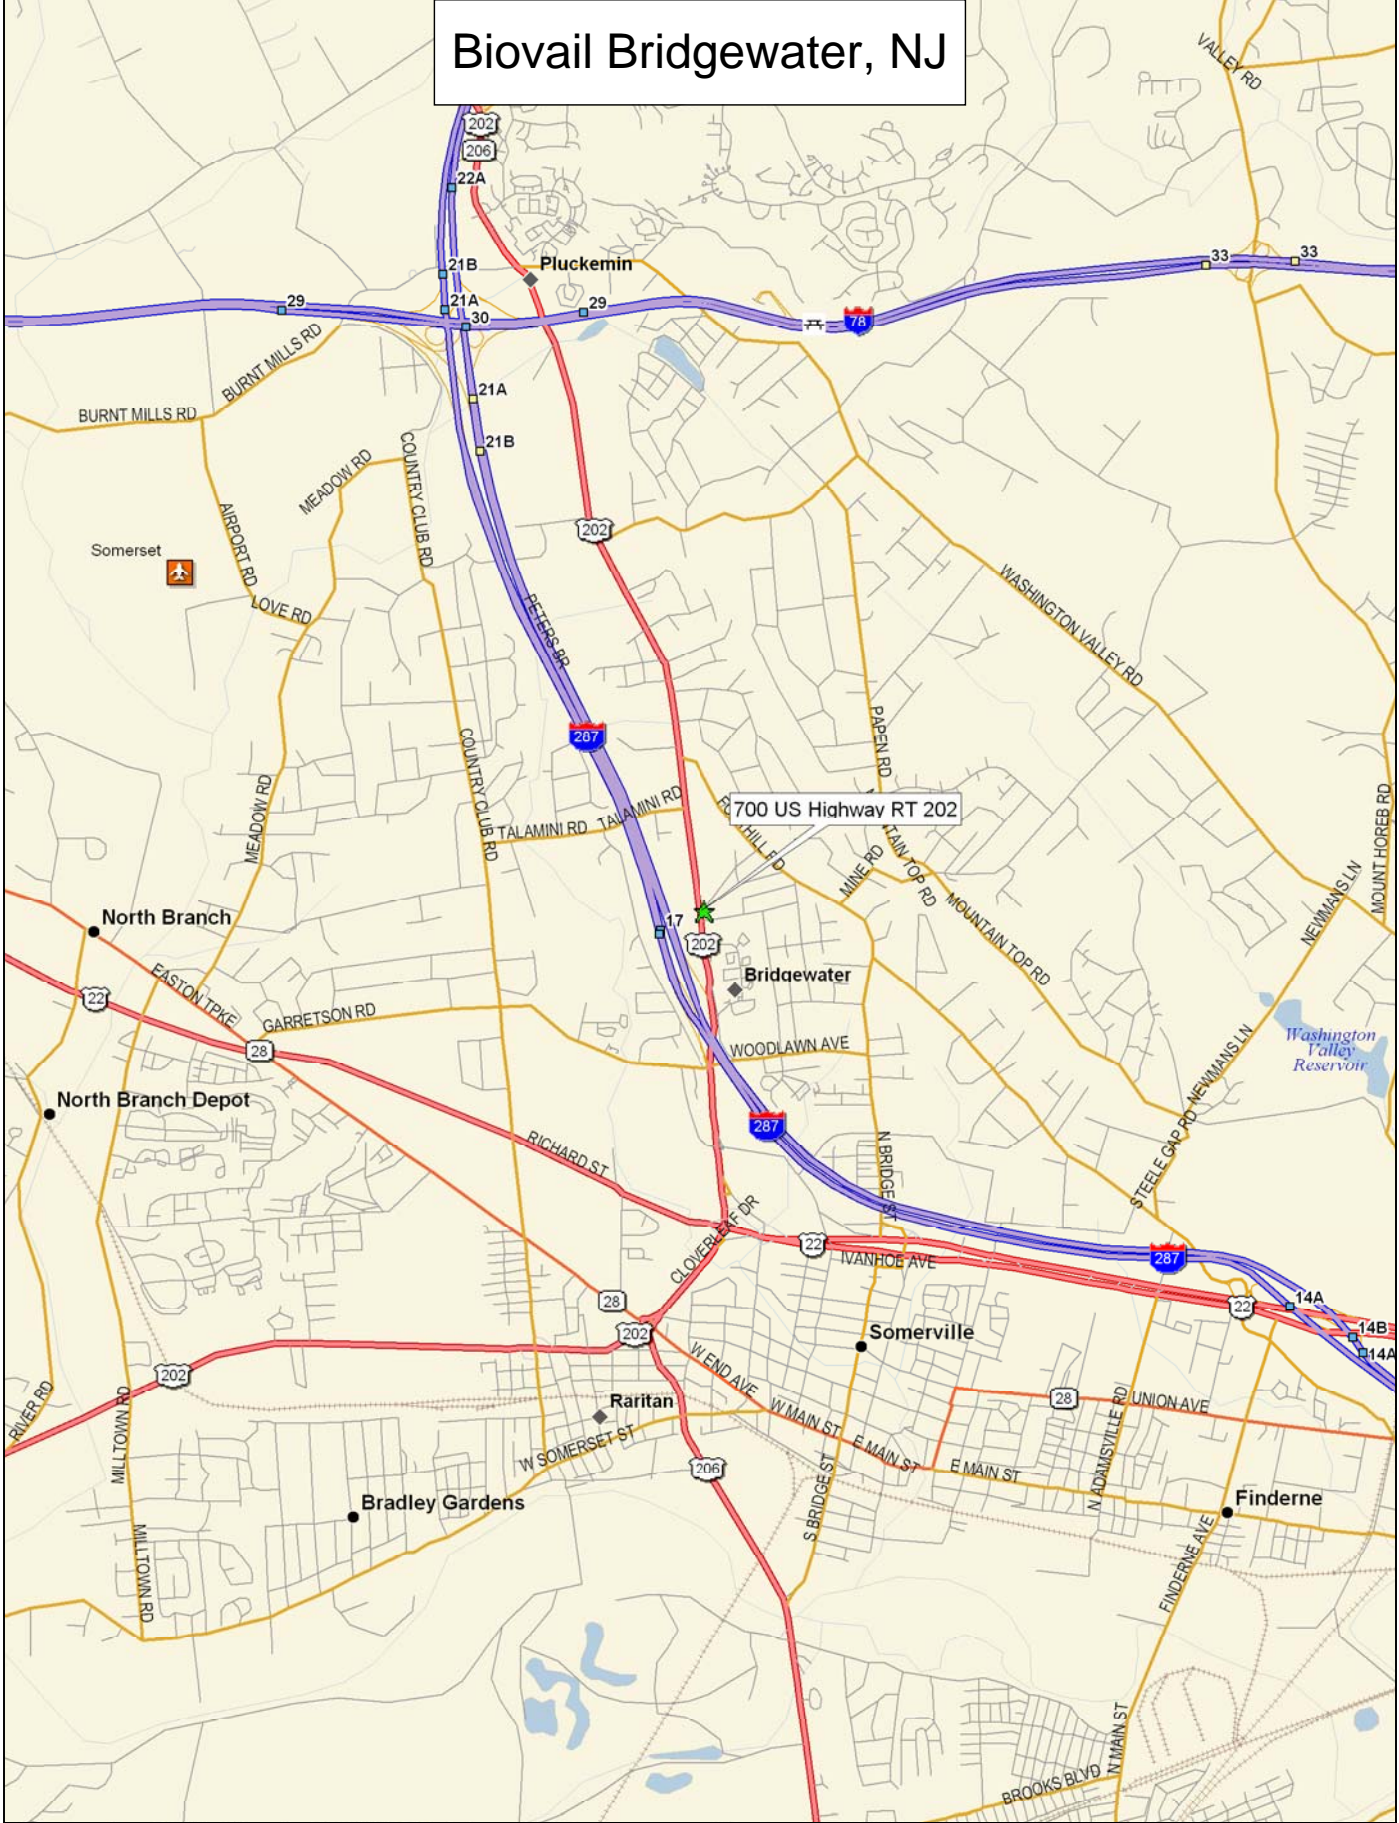 Biovail Bridgewater, NJ
VALLEY RD
202
206
22A
21B
Pluckemin
33
33
29
21A
30
29
78
BURNT MILLS RD
BURNT MILLS RD
21A
21B
MEADOW RD
COUNTRY CLUB RD
202
AIRPORT RD
Somerset
LOVE RD
PETERS BR
WASHINGTON VALLEY RD
287
PAPEN RD
COUNTRY CLUB RD
MEADOW RD
TALAMINI RD
TALAMINI RD
700 US Highway RT 202
MINE RD
TOP RD
MOUNTAIN TOP RD
MOUNT HOREB RD
NEWMANS LN
North Branch
17
202
Bridgewater
22
EASTON TPKE
GARRETSON RD
28
WOODLAWN AVE
Washington
Valley
Reservoir
NEWMANS LN
North Branch Depot
287
RICHARD ST
N BRIDGE ST
STEELE GAP RD
CLOVERLEAF DR
22
IVANHOE AVE
287
28
22
14A
14B
14A
202
Somerville
202
W END AVE
RIVER RD
MILLTOWN RD
Raritan
28
UNION AVE
W MAIN ST
E MAIN ST
E MAIN ST
W SOMERSET ST
206
S BRIDGE ST
N ADAMSVILLE RD
Bradley Gardens
Finderne
MILLTOWN RD
FINDERNE AVE
N MAIN ST
BROOKS BLVD